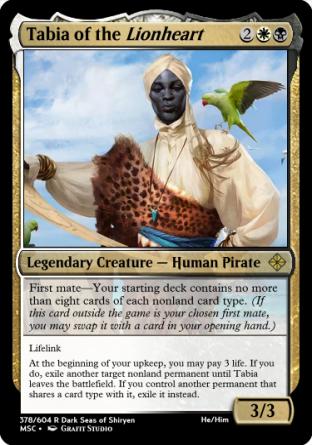 Tabia of the Lionheart 2
Legendary Creature — Human Pirate
First mate—Your starting deck contains no more
than eight cards of each nonland card type. (If
this card outside the game is your chosen first mate,
you may swap it with a card in your opening hand.)
Lifelink
At the beginning of your upkeep, you may pay 3 life. If you
do, exile another target nonland permanent until Tabia
leaves the battlefield. If you control another permanent that
shares a card type with it, exile it instead.
3/3
378/604 R Dark Seas of Shiryen He/Him
MSC • Grafit Studio